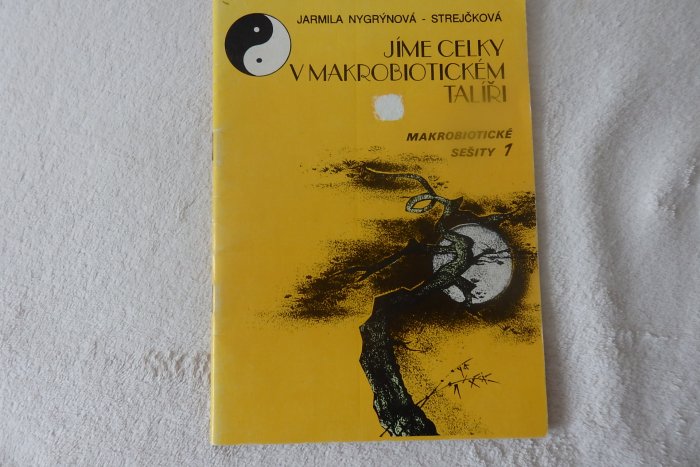 JARMILA NYGRÝNOVÁ - STREJČKOVÁ
JÍME CELKY
V MAKROBIOTICKÉM
TALÍŘI
MAKROBIOTICKÉ
SEŠITY 1